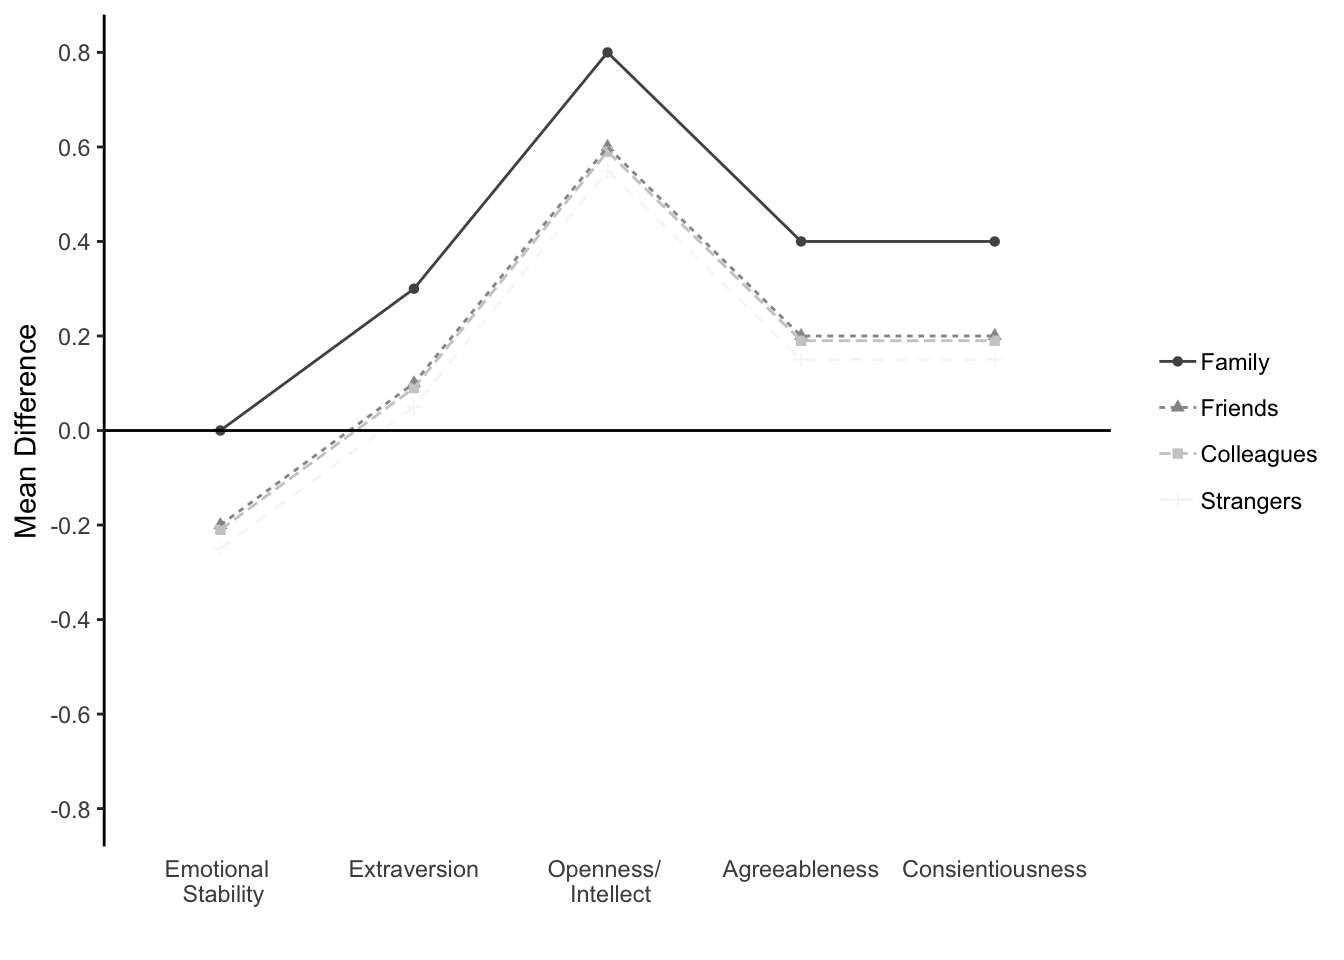 0.8
0.6
0.4
0.2
0.0
-0.2
-0.4
-0.6
-0.8
Mean Difference
Emotional
Stability
Extraversion
Openness/
Intellect
Agreeableness
Consientiousness
Family
Friends
Colleagues
Strangers